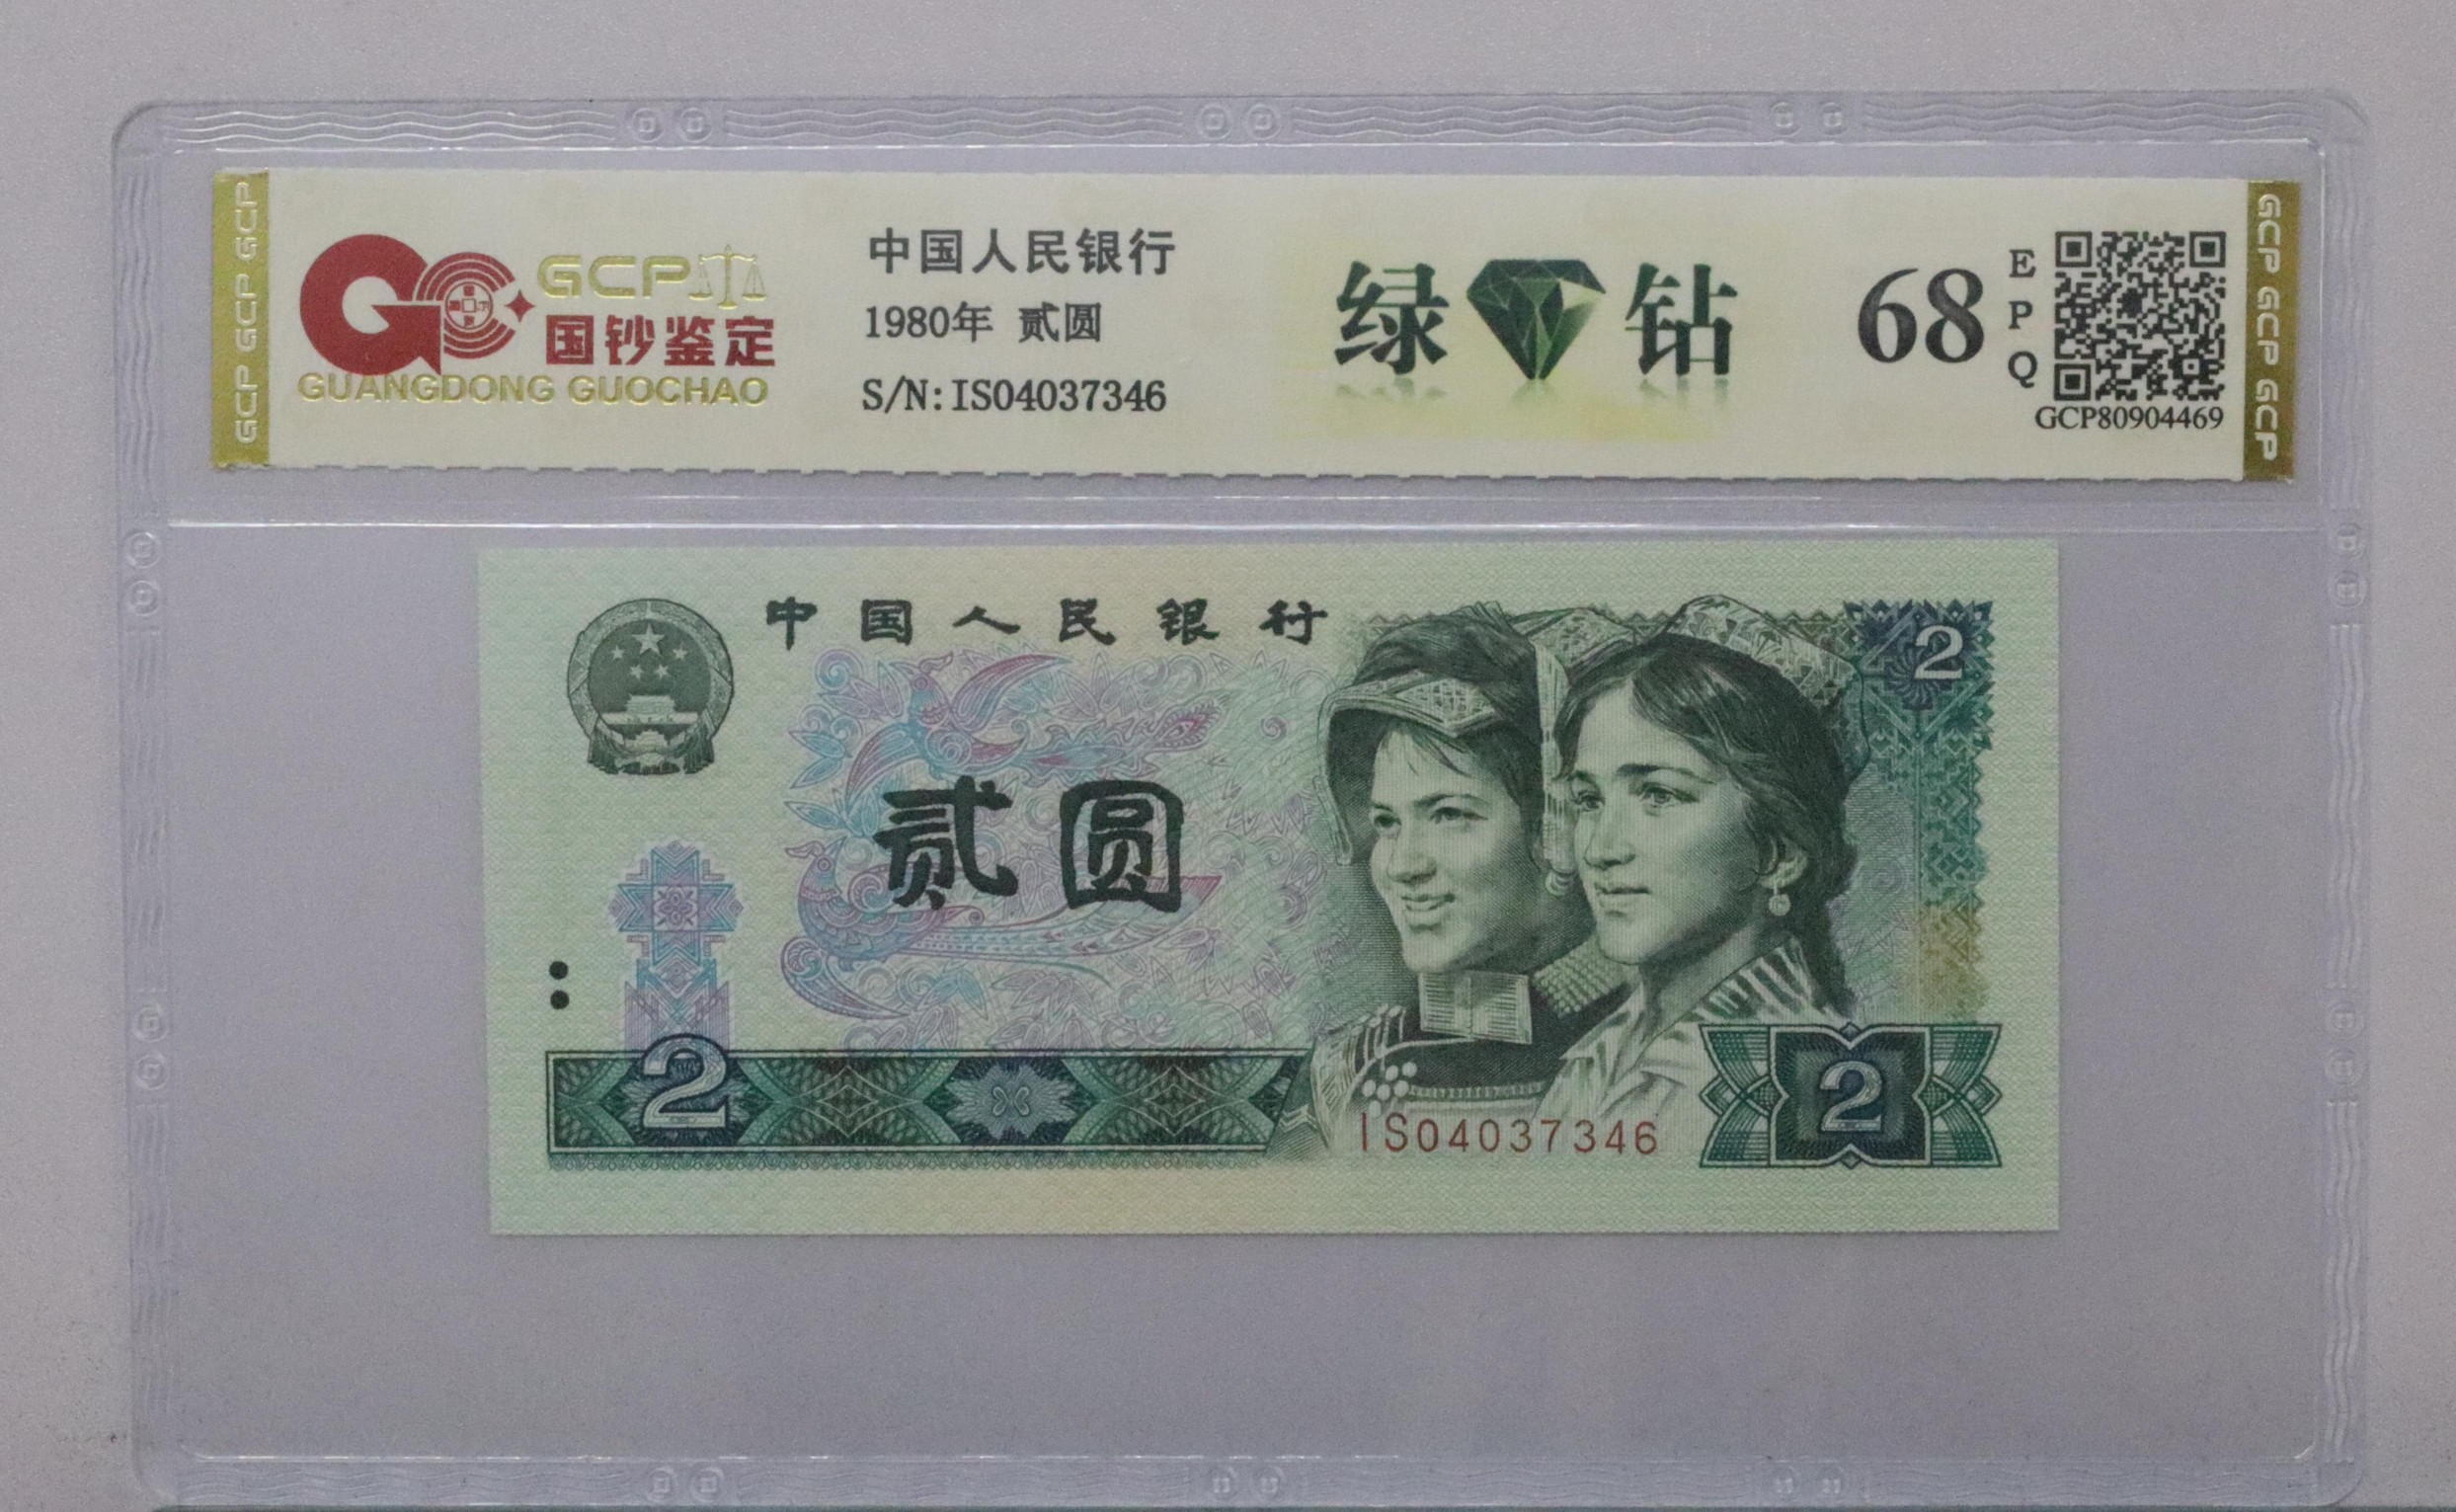 GCP GCP GCP
GCP
国钞鉴定
GUANGDONG GUOCHAO
中国人民银行
1980年 贰圆
S/N:IS04037346
绿钻
68
EPQ
GCP80904469
GCP GCP GCP
中国人民银行
2
贰圆
2
IS04037346
2